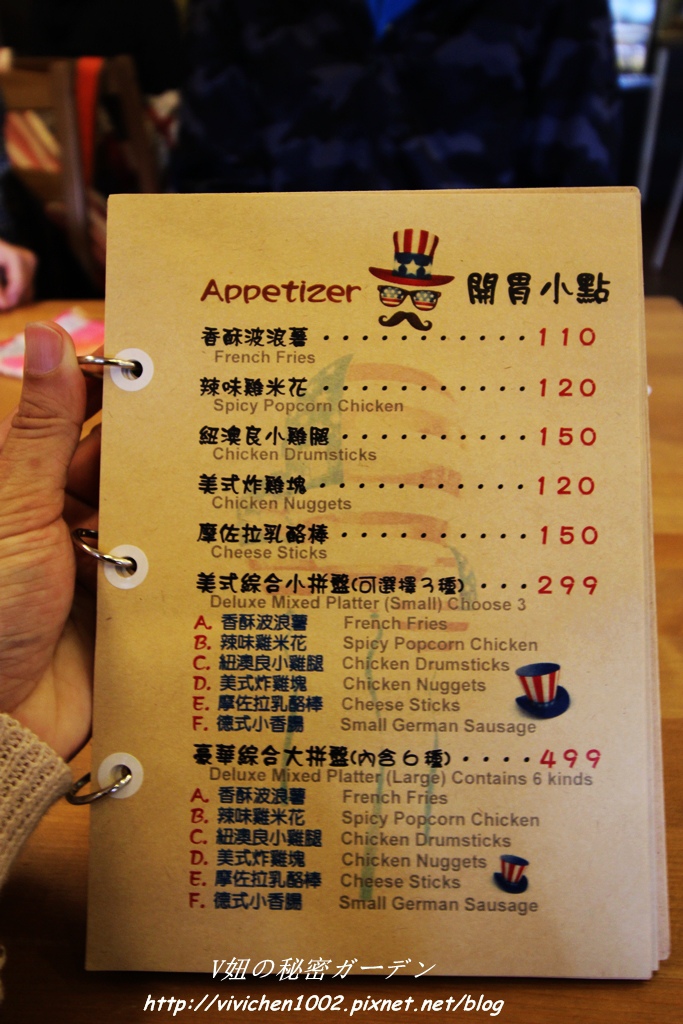 Appetizer 開胃小點
香酥波浪薯 ············ 110
French Fries
辣味雞米花 ············ 120
Spicy Popcorn Chicken
紐澳良小雞腿 ··········· 150
Chicken Drumsticks
美式炸雞塊 ············ 120
Chicken Nuggets
摩佐拉乳酪棒 ··········· 150
Cheese Sticks
美式綜合小拼盤(可選擇3種) ··· 299
Deluxe Mixed Platter (Small) Choose 3
A. 香酥波浪薯 French Fries
B. 辣味雞米花 Spicy Popcorn Chicken
C. 紐澳良小雞腿 Chicken Drumsticks
D. 美式炸雞塊 Chicken Nuggets
E. 摩佐拉乳酪棒 Cheese Sticks
F. 德式小香腸 Small German Sausage
豪華綜合大拼盤(內含6種) ···· 499
Deluxe Mixed Platter (Large) Contains 6 kinds
A. 香酥波浪薯 French Fries
B. 辣味雞米花 Spicy Popcorn Chicken
C. 紐澳良小雞腿 Chicken Drumsticks
D. 美式炸雞塊 Chicken Nuggets
E. 摩佐拉乳酪棒 Cheese Sticks
F. 德式小香腸 Small German Sausage
V妞の秘密ガーデン
http://vivichen1002.pixnet.net/blog